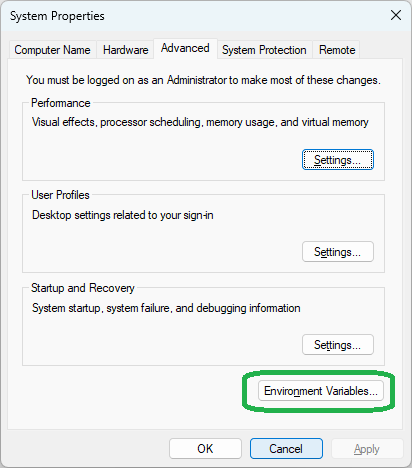 System Properties
Computer Name
Hardware
Advanced
System Protection
Remote
You must be logged on as an Administrator to make most of these changes.
Performance
Visual effects, processor scheduling, memory usage, and virtual memory
Settings...
User Profiles
Desktop settings related to your sign-in
Settings...
Startup and Recovery
System startup, system failure, and debugging information
Settings...
Environment Variables...
OK
Cancel
Apply